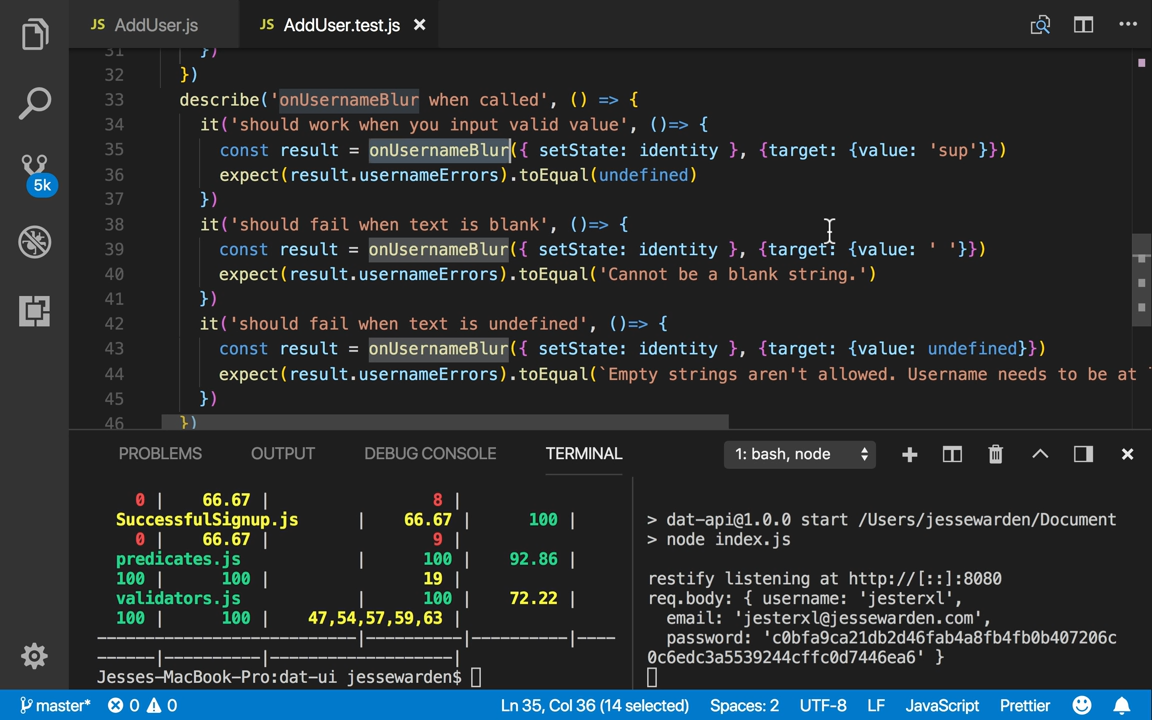 JS AddUser.js
JS AddUser.test.js
31 })
32 })
33 describe('onUsernameBlur when called', () => {
34 it('should work when you input valid value', ()=> {
35 const result = onUsernameBlur({ setState: identity }, {target: {value: 'sup'}})
36 expect(result.usernameErrors).toEqual(undefined)
37 })
38 it('should fail when text is blank', ()=> {
39 const result = onUsernameBlur({ setState: identity }, {target: {value: ' '}})
40 expect(result.usernameErrors).toEqual('Cannot be a blank string.')
41 })
42 it('should fail when text is undefined', ()=> {
43 const result = onUsernameBlur({ setState: identity }, {target: {value: undefined}})
44 expect(result.usernameErrors).toEqual(`Empty strings aren't allowed. Username needs to be at
45 })
46 })
5k
PROBLEMS OUTPUT DEBUG CONSOLE TERMINAL 1: bash, node
0 | 66.67 | 8 |
SuccessfulSignup.js | 66.67 | 100 |
0 | 66.67 | 9 |
predicates.js | 100 | 92.86 |
100 | 100 | 19 |
validators.js | 100 | 72.22 |
100 | 100 | 47,54,57,59,63 |
--------------------------|----------|----------|----
------|----------|-------------------|
Jesses-MacBook-Pro:dat-ui jessewarden$
> dat-api@1.0.0 start /Users/jessewarden/Document
> node index.js
restify listening at http://[::]:8080
req.body: { username: 'jesterxl',
email: 'jesterxl@jessewarden.com',
password: 'c0bfa9ca21db2d46fab4a8fb4fb0b407206c
0c6edc3a5539244cffc0d7446ea6' }
master* 0 0 Ln 35, Col 36 (14 selected) Spaces: 2 UTF-8 LF JavaScript Prettier